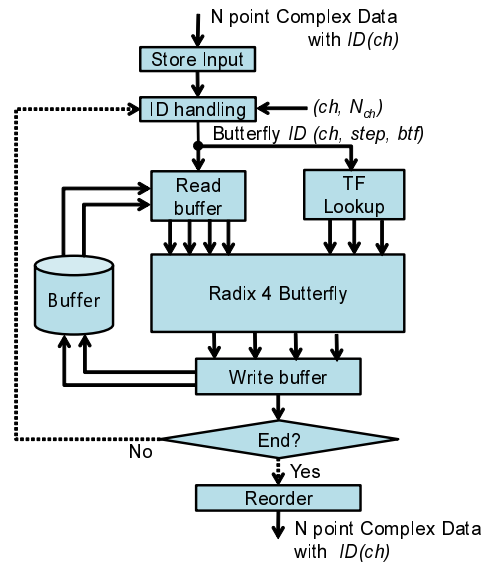 N point Complex Data
with ID(ch)
Store Input
ID handling
(ch, Nch)
Butterfly ID (ch, step, btf)
Read
buffer
TF
Lookup
Buffer
Radix 4 Butterfly
Write buffer
End?
No
Yes
Reorder
N point Complex Data
with ID(ch)